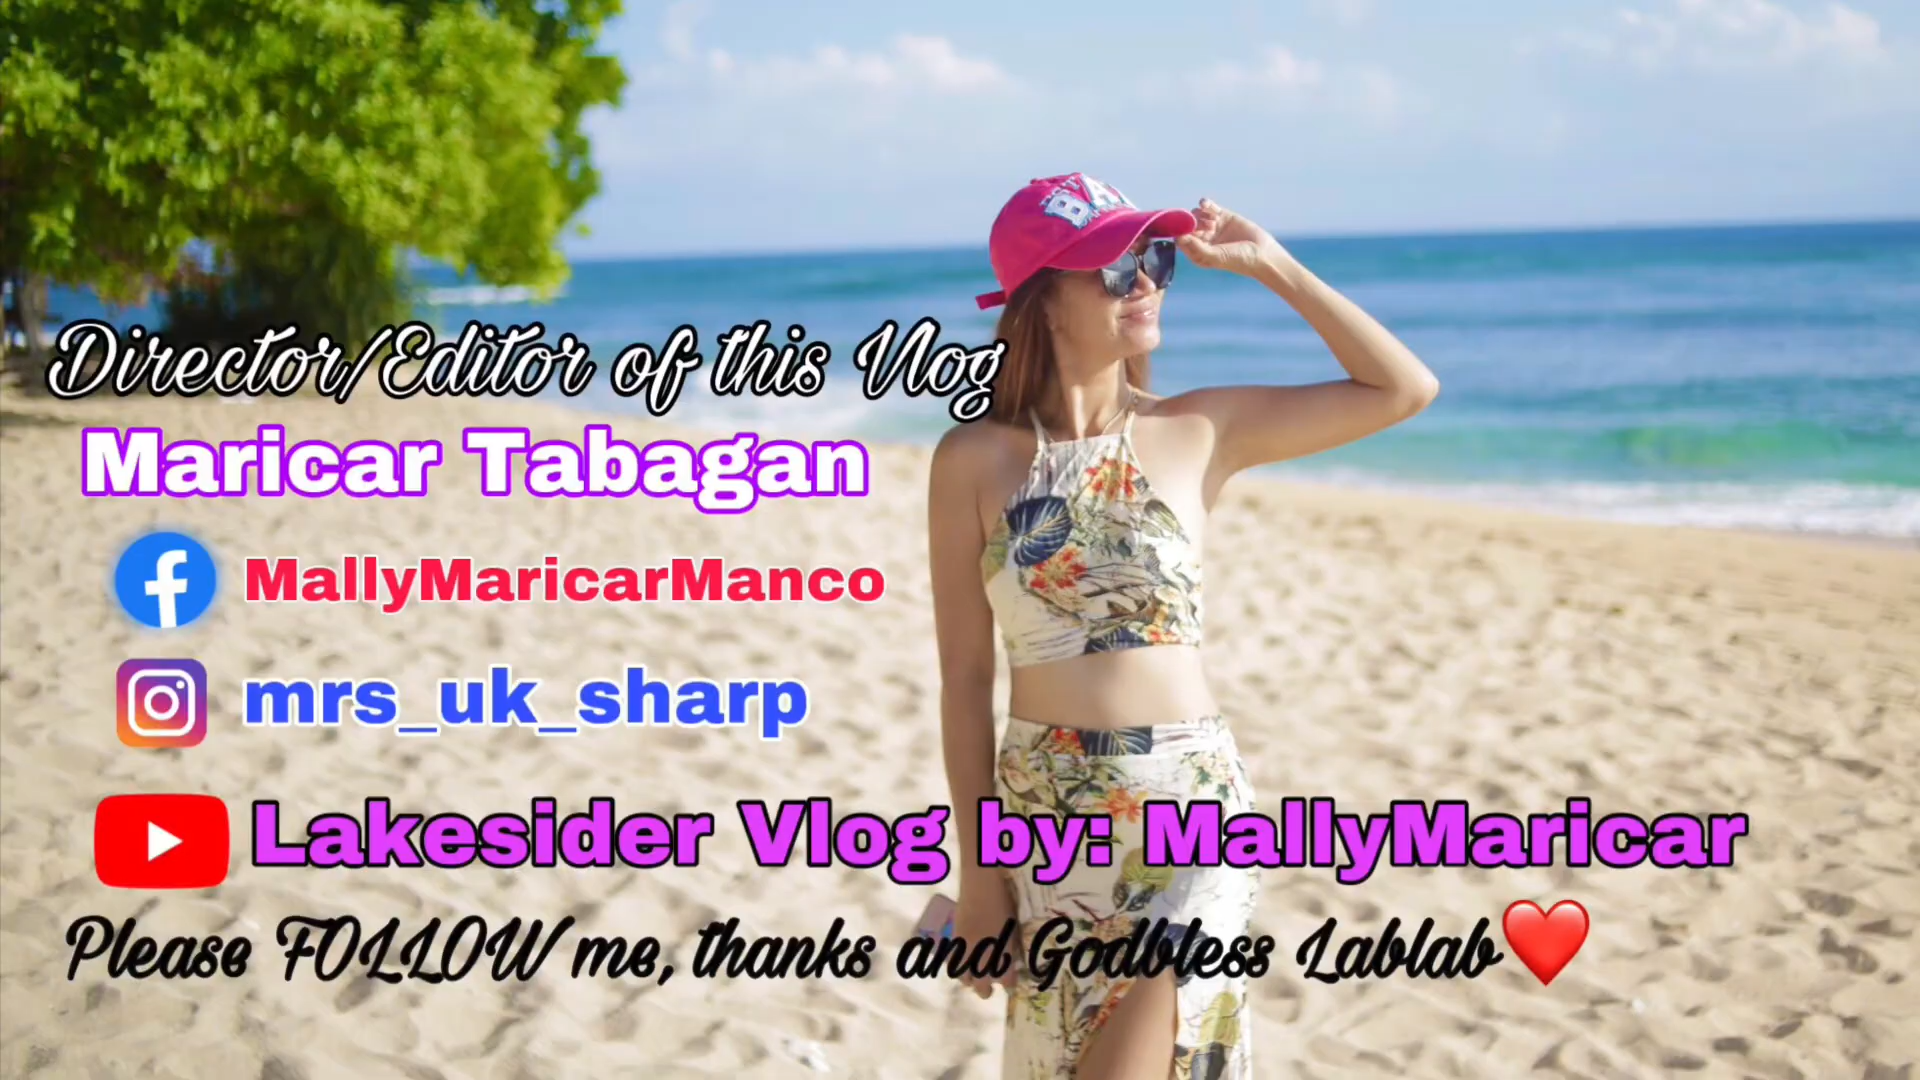 BA
Director/Editor of this Vlog
Maricar Tabagan
MallyMaricarManco
mrs_uk_sharp
Lakesider Vlog by: MallyMaricar
Please FOLLOW me, thanks and Godbless Lablab❤️